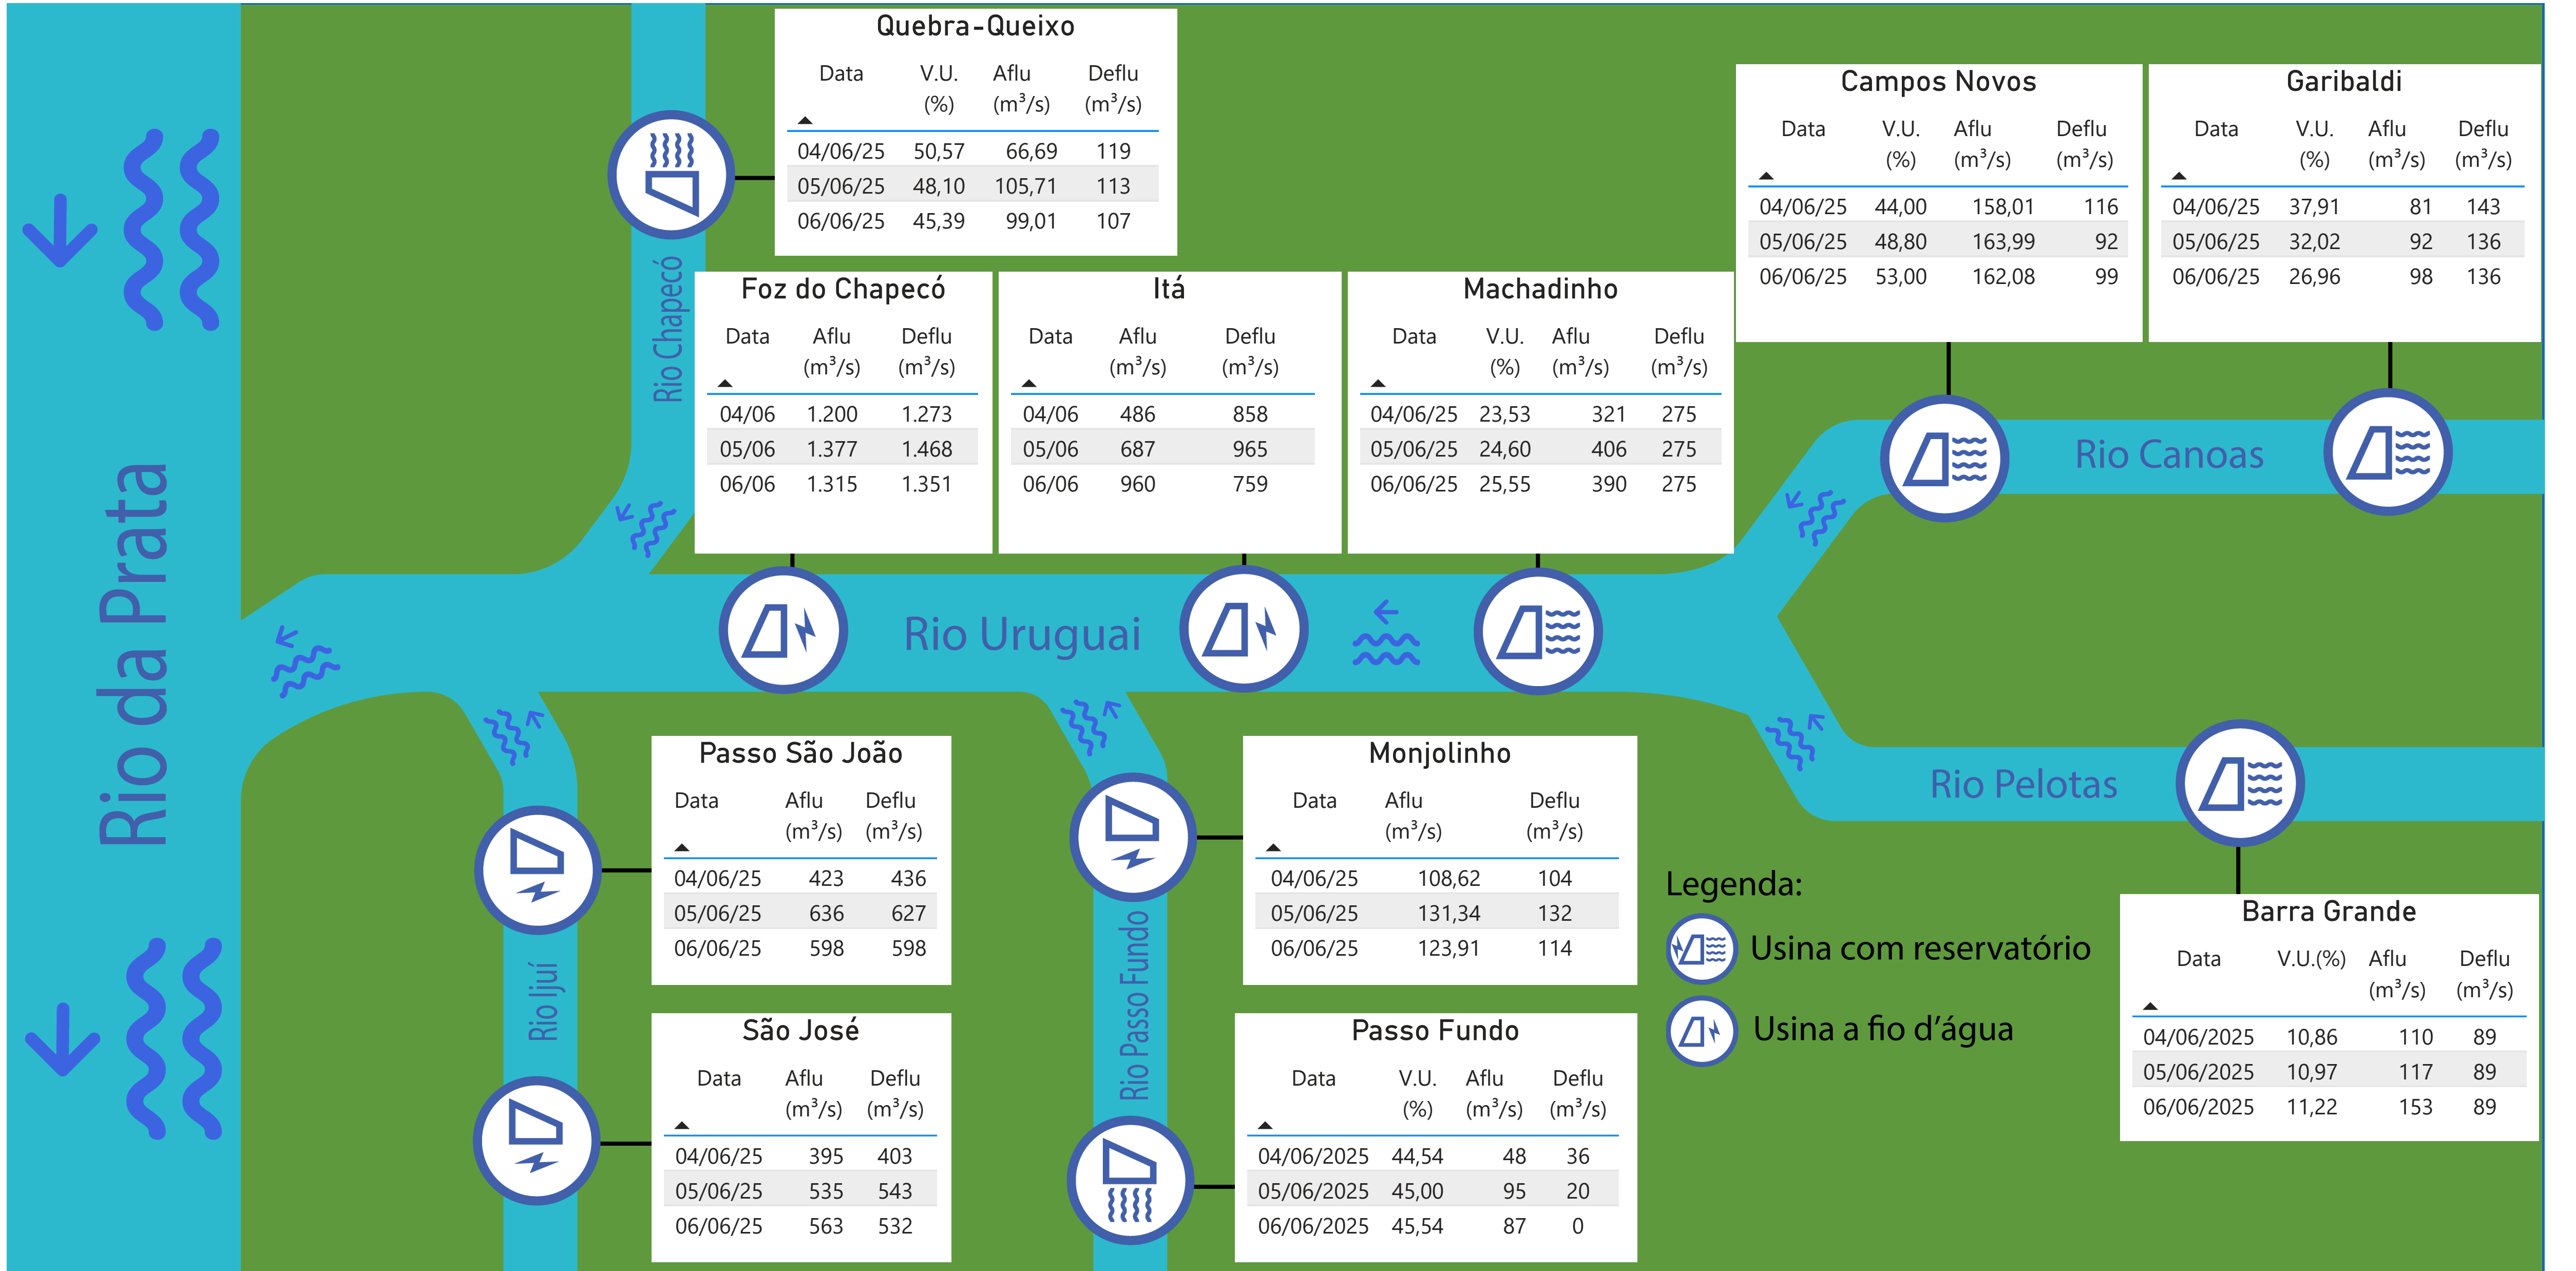 Quebra-Queixo
Data V.U. (%) Aflu (m³/s) Deflu (m³/s)
04/06/25 50,57 66,69 119
05/06/25 48,10 105,71 113
06/06/25 45,39 99,01 107
Campos Novos
Data V.U. (%) Aflu (m³/s) Deflu (m³/s)
04/06/25 44,00 158,01 116
05/06/25 48,80 163,99 92
06/06/25 53,00 162,08 99
Garibaldi
Data V.U. (%) Aflu (m³/s) Deflu (m³/s)
04/06/25 37,91 81 143
05/06/25 32,02 92 136
06/06/25 26,96 98 136
Rio Chapecó
Foz do Chapecó
Data Aflu (m³/s) Deflu (m³/s)
04/06 1.200 1.273
05/06 1.377 1.468
06/06 1.315 1.351
Itá
Data Aflu (m³/s) Deflu (m³/s)
04/06 486 858
05/06 687 965
06/06 960 759
Machadinho
Data V.U. (%) Aflu (m³/s) Deflu (m³/s)
04/06/25 23,53 321 275
05/06/25 24,60 406 275
06/06/25 25,55 390 275
Rio Canoas
Rio da Prata
Rio Uruguai
Rio Pelotas
Passo São João
Data Aflu (m³/s) Deflu (m³/s)
04/06/25 423 436
05/06/25 636 627
06/06/25 598 598
Monjolinho
Data Aflu (m³/s) Deflu (m³/s)
04/06/25 108,62 104
05/06/25 131,34 132
06/06/25 123,91 114
Legenda:
Usina com reservatório
Usina a fio d'água
Barra Grande
Data V.U.(%) Aflu (m³/s) Deflu (m³/s)
04/06/2025 10,86 110 89
05/06/2025 10,97 117 89
06/06/2025 11,22 153 89
Rio Ijuí
Rio Passo Fundo
São José
Data Aflu (m³/s) Deflu (m³/s)
04/06/25 395 403
05/06/25 535 543
06/06/25 563 532
Passo Fundo
Data V.U. (%) Aflu (m³/s) Deflu (m³/s)
04/06/2025 44,54 48 36
05/06/2025 45,00 95 20
06/06/2025 45,54 87 0